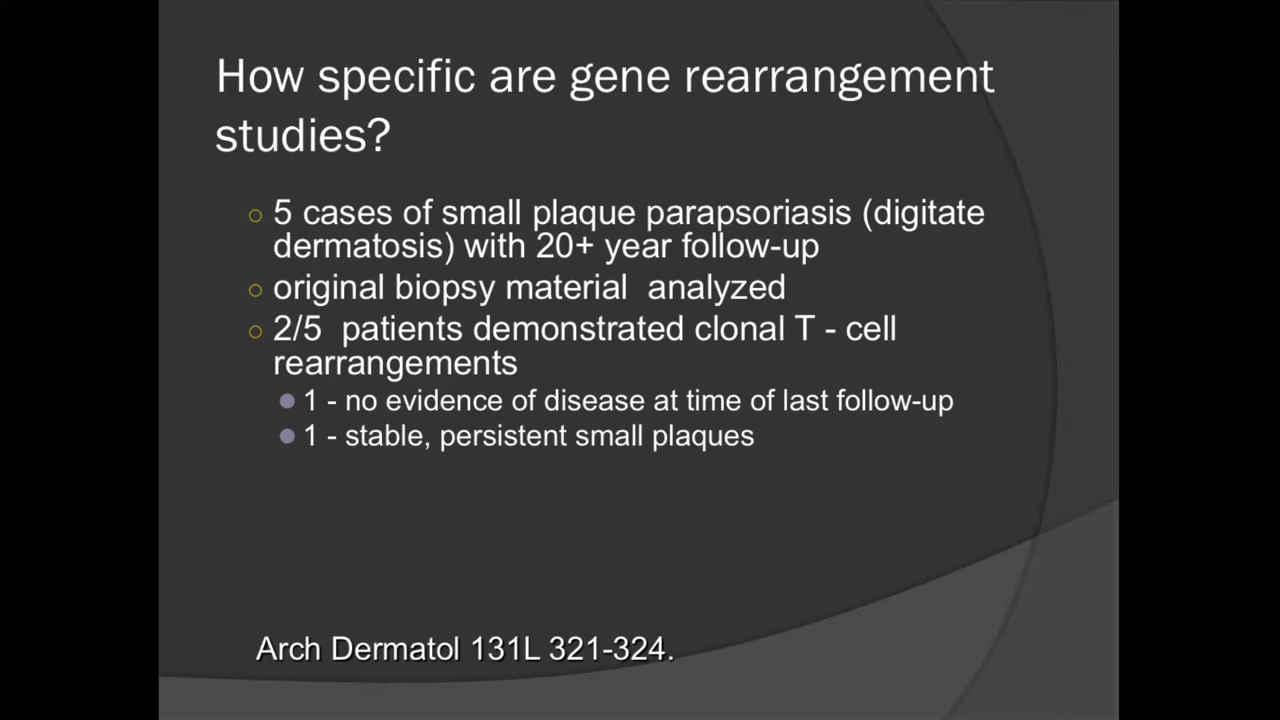 How specific are gene rearrangement
studies?
5 cases of small plaque parapsoriasis (digitate
dermatosis) with 20+ year follow-up
original biopsy material  analyzed
2/5  patients demonstrated clonal T - cell
rearrangements
1 - no evidence of disease at time of last follow-up
1 - stable, persistent small plaques
Arch Dermatol 131L 321-324.